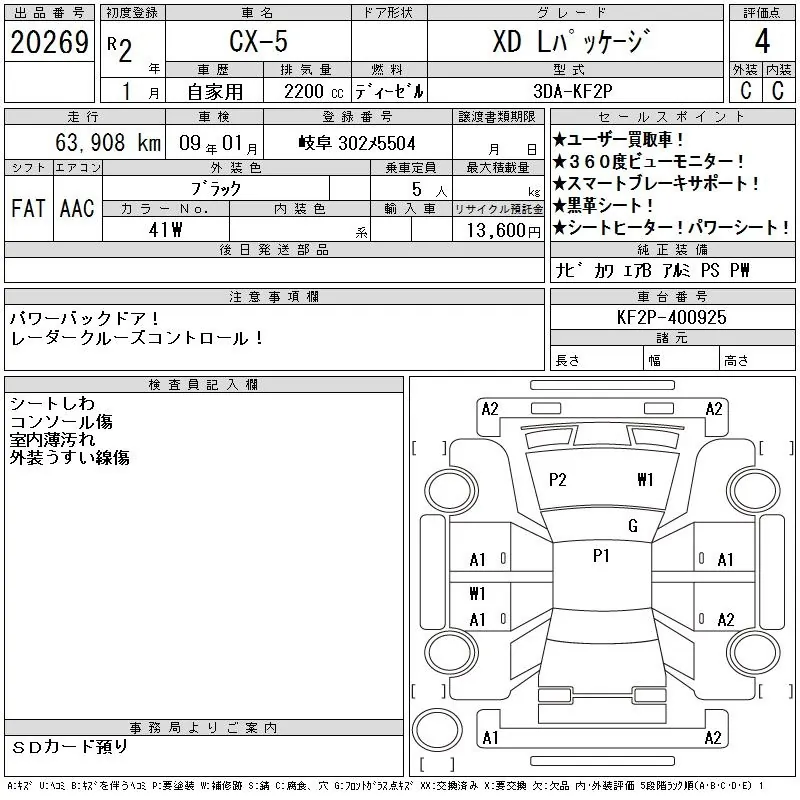 出品番号
20269
初度登録
R2年
1月
車名
CX-5
ドア形状
グレード
XD Lﾊﾟｯｹｰｼﾞ
評価点
4
外装 内装
C C
車歴
自家用
排気量
2200 cc
燃料
ﾃﾞｨｰｾﾞﾙ
型式
3DA-KF2P
走行
63,908 km
車検
09年01月
登録番号
岐阜 302ﾒ5504
譲渡書類期限
月 日
セールスポイント
★ユーザー買取車！
★３６０度ビューモニター！
★スマートブレーキサポート！
★黒革シート！
★シートヒーター！パワーシート！
シフト エアコン
FAT AAC
外装色
ﾌﾞﾗｯｸ
乗車定員
5 人
最大積載量
kg
カラーNo.
41W
内装色
系
輸入車
リサイクル預託金
13,600円
後日発送部品
純正装備
ﾅﾋﾞ ｶﾜ ｴｱB ｱﾙﾐ PS PW
注意事項欄
パワーバックドア！
レーダークルーズコントロール！
車台番号
KF2P-400925
諸元
長さ 幅 高さ
検査員記入欄
シートしわ
コンソール傷
室内薄汚れ
外装うすい線傷
A2 A2
P2 W1
G
A1 P1 A1
W1
A1 A2
A1 A2
事務局よりご案内
ＳＤカード預り
A:ｷｽﾞ U:ﾍｺﾐ B:ｷｽﾞを伴うﾍｺﾐ P:要塗装 W:補修跡 S:錆 C:腐食、穴 G:ﾌﾛﾝﾄｶﾞﾗｽ点ｷｽﾞ XX:交換済み X:要交換 欠:欠品 内･外装評価 5段階ﾗﾝｸ順(A･B･C･D･E) 1